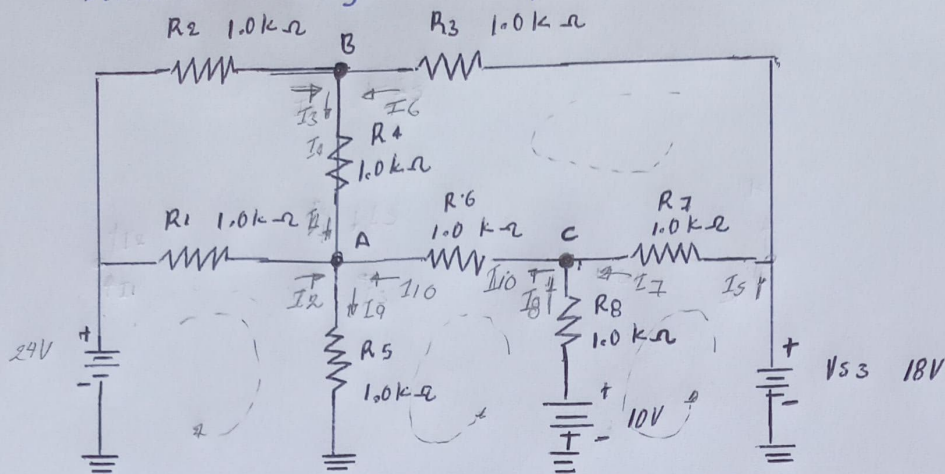 R2 1.0kΩ
R3 1.0kΩ
B
I3
I6
I4
R4
1.0kΩ
R1 1.0kΩ
I4
A
R6
1.0kΩ
C
R7
1.0kΩ
I2
I10
I10
I8
I7
I5
I9
R8
1.0kΩ
24V
+
-
R5
1.0kΩ
+
10V
-
+
-
VS3 18V